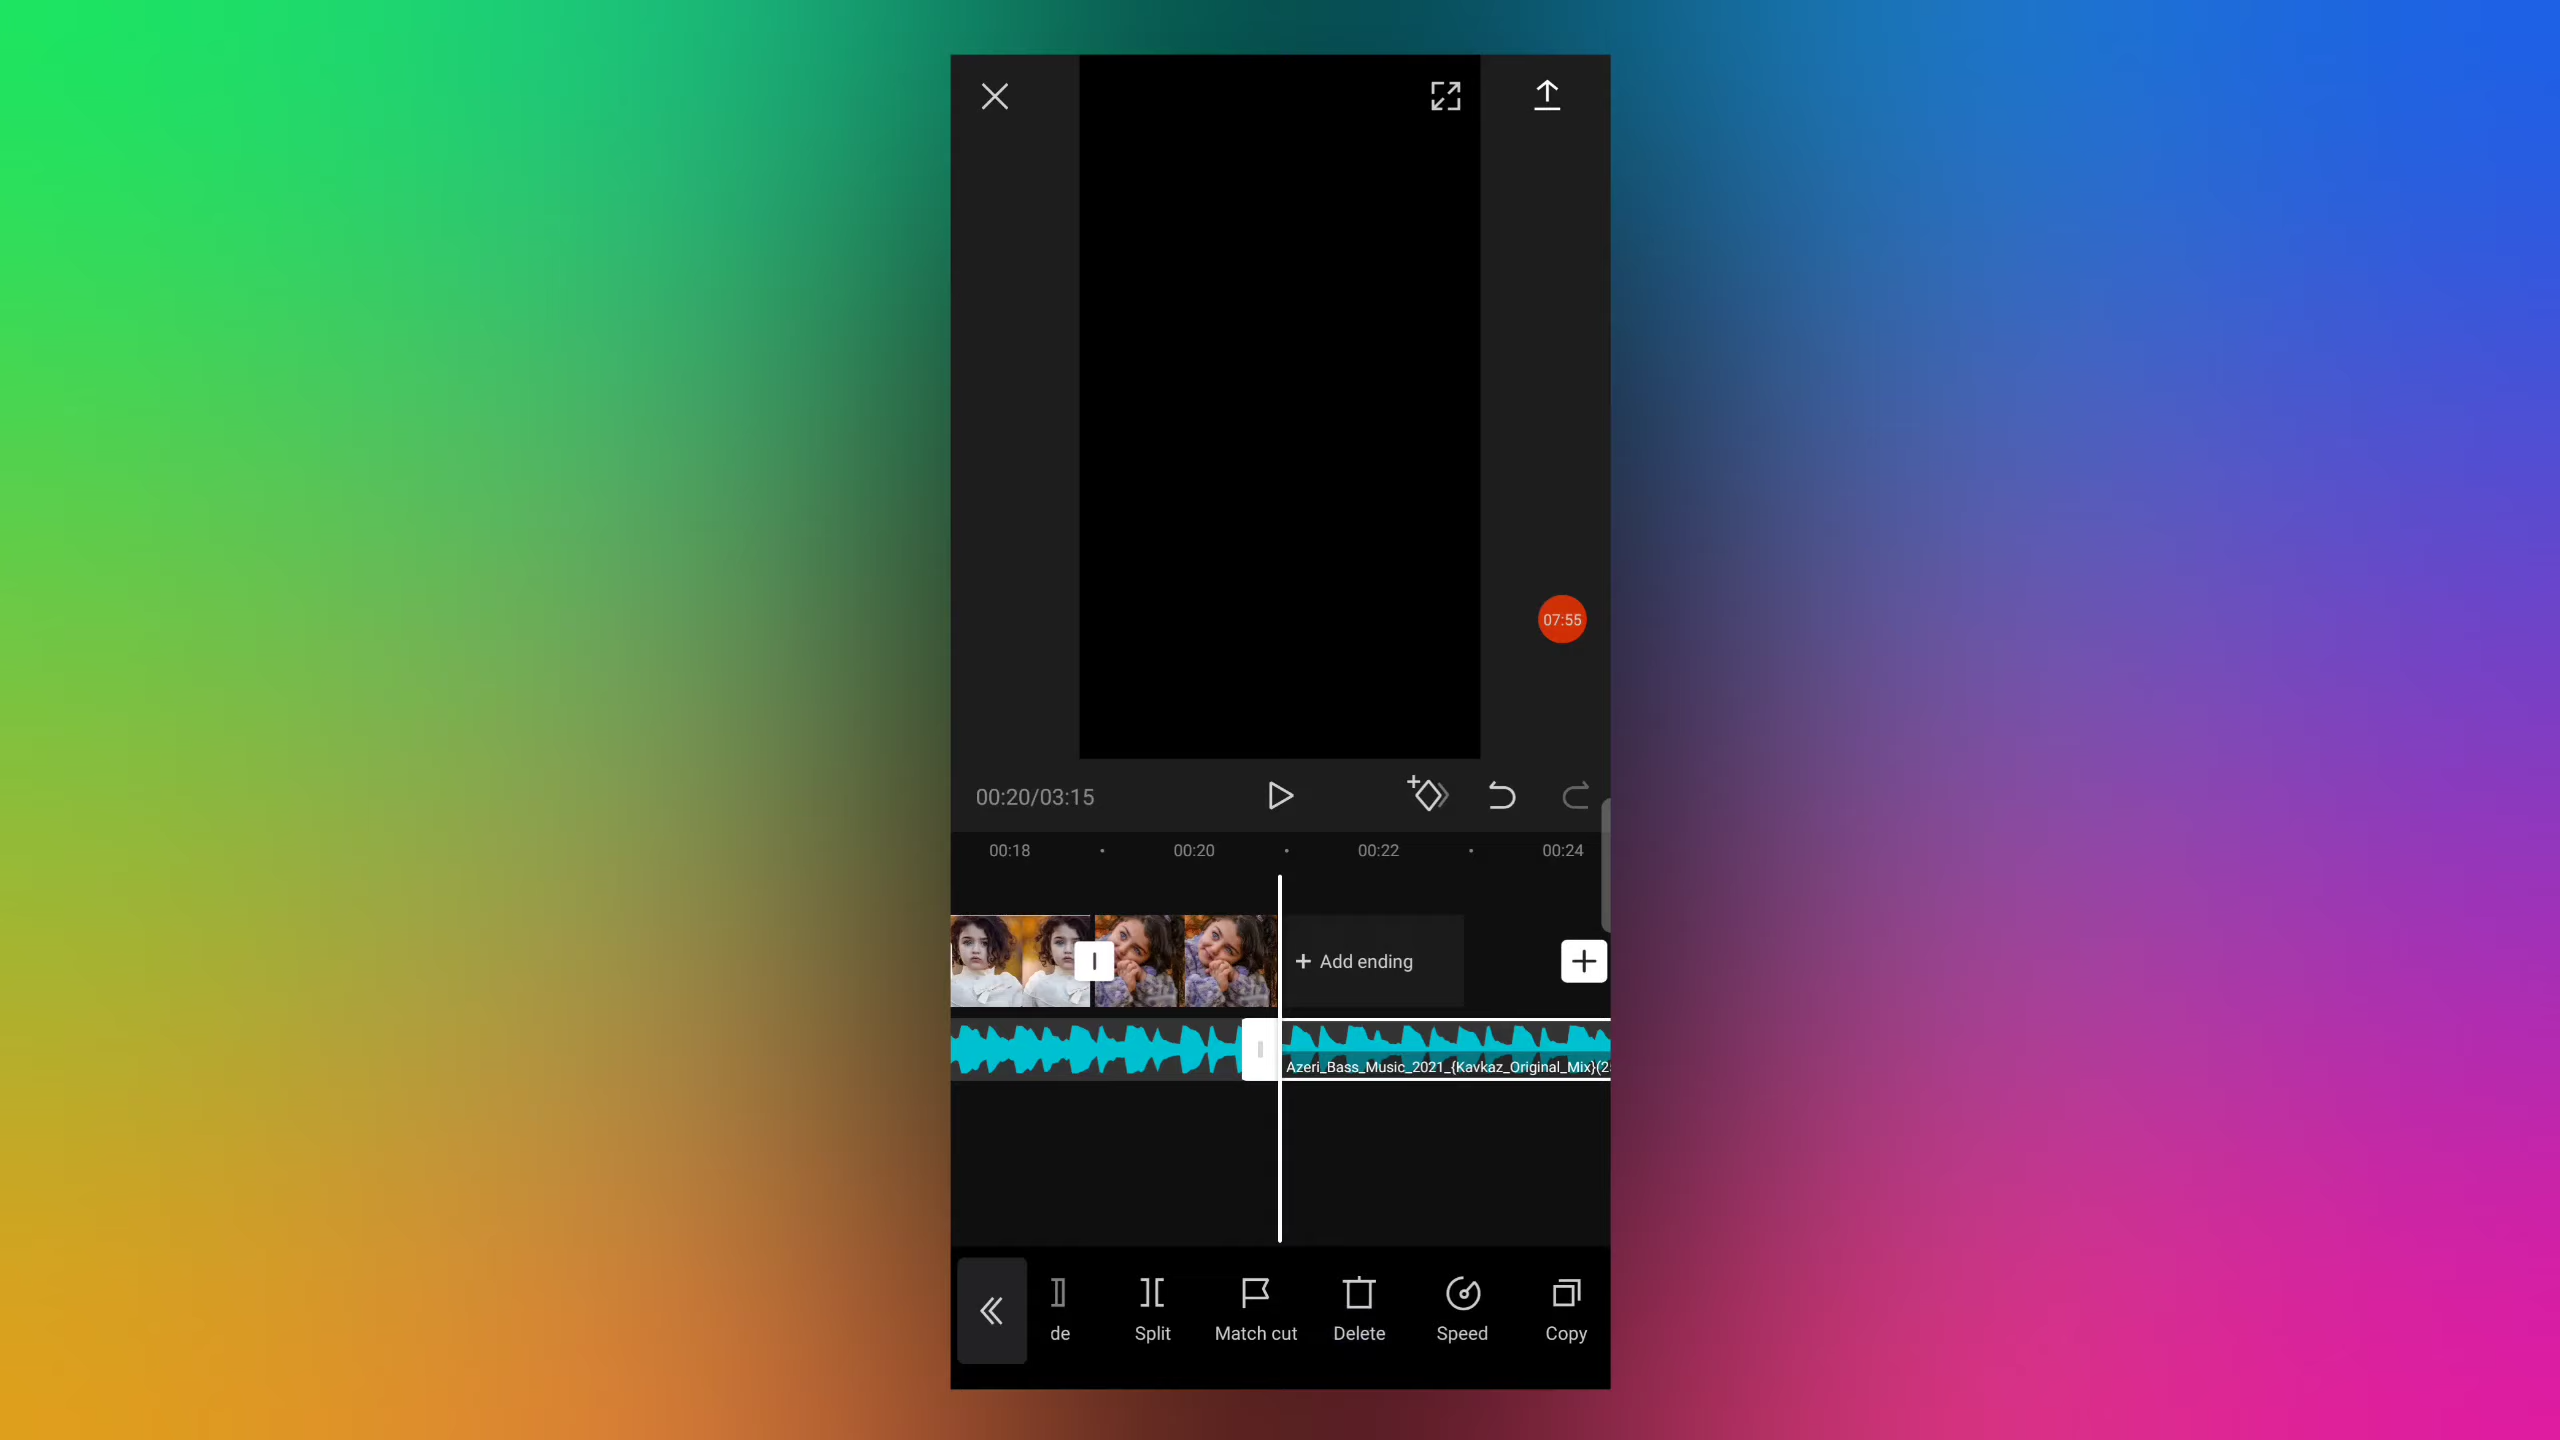 07:55
00:20/03:15
00:18 00:20 00:22 00:24
+ Add ending
Azeri_Bass_Music_2021_{Kavkaz_Original_Mix}(2
de Split Match cut Delete Speed Copy